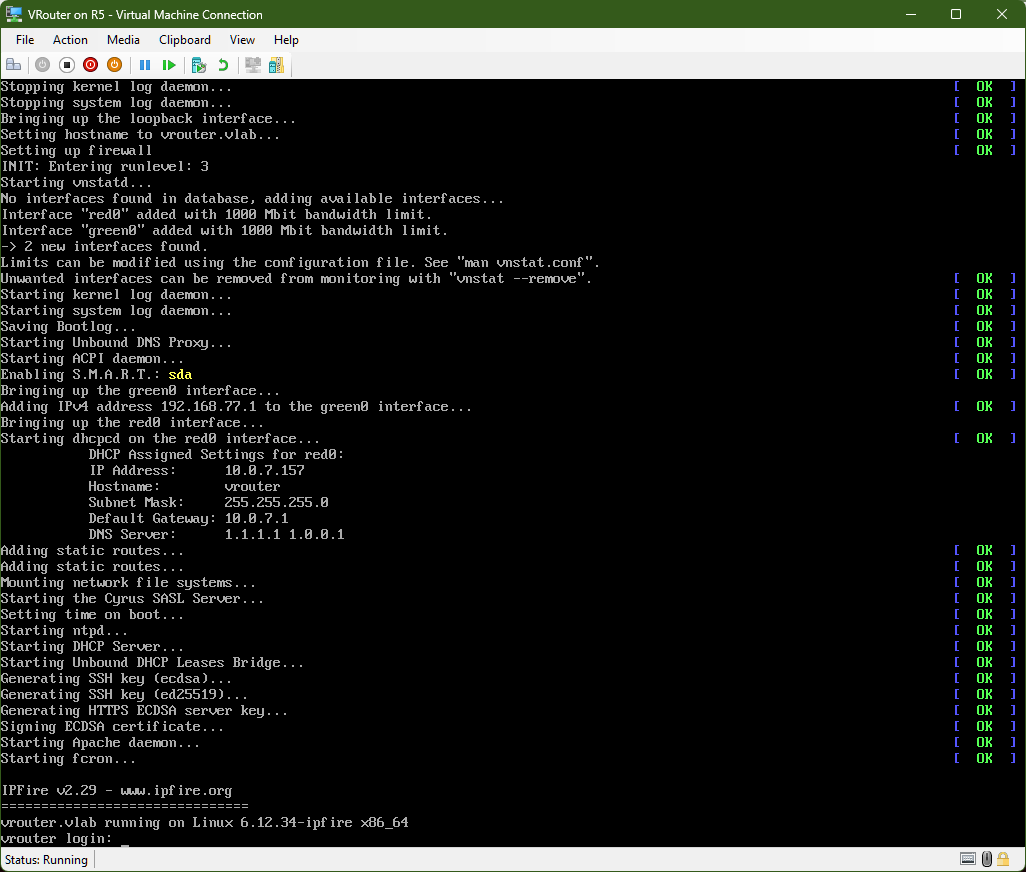 VRouter on R5 - Virtual Machine Connection
File Action Media Clipboard View Help
Stopping kernel log daemon... [ OK ]
Stopping system log daemon... [ OK ]
Bringing up the loopback interface... [ OK ]
Setting hostname to vrouter.vlab... [ OK ]
Setting up firewall [ OK ]
INIT: Entering runlevel: 3
Starting vnstatd...
No interfaces found in database, adding available interfaces...
Interface "red0" added with 1000 Mbit bandwidth limit.
Interface "green0" added with 1000 Mbit bandwidth limit.
-> 2 new interfaces found.
Limits can be modified using the configuration file. See "man vnstat.conf".
Unwanted interfaces can be removed from monitoring with "vnstat --remove". [ OK ]
Starting kernel log daemon... [ OK ]
Starting system log daemon... [ OK ]
Saving Bootlog... [ OK ]
Starting Unbound DNS Proxy... [ OK ]
Starting ACPI daemon... [ OK ]
Enabling S.M.A.R.T.: sda [ OK ]
Bringing up the green0 interface...
Adding IPv4 address 192.168.77.1 to the green0 interface... [ OK ]
Bringing up the red0 interface...
Starting dhcpcd on the red0 interface... [ OK ]
DHCP Assigned Settings for red0:
IP Address: 10.0.7.157
Hostname: vrouter
Subnet Mask: 255.255.255.0
Default Gateway: 10.0.7.1
DNS Server: 1.1.1.1 1.0.0.1
Adding static routes... [ OK ]
Adding static routes... [ OK ]
Mounting network file systems... [ OK ]
Starting the Cyrus SASL Server... [ OK ]
Setting time on boot... [ OK ]
Starting ntpd... [ OK ]
Starting DHCP Server... [ OK ]
Starting Unbound DHCP Leases Bridge... [ OK ]
Generating SSH key (ecdsa)... [ OK ]
Generating SSH key (ed25519)... [ OK ]
Generating HTTPS ECDSA server key... [ OK ]
Signing ECDSA certificate... [ OK ]
Starting Apache daemon... [ OK ]
Starting fcron... [ OK ]
IPFire v2.29 - www.ipfire.org
===============================
vrouter.vlab running on Linux 6.12.34-ipfire x86_64
vrouter login: _
Status: Running